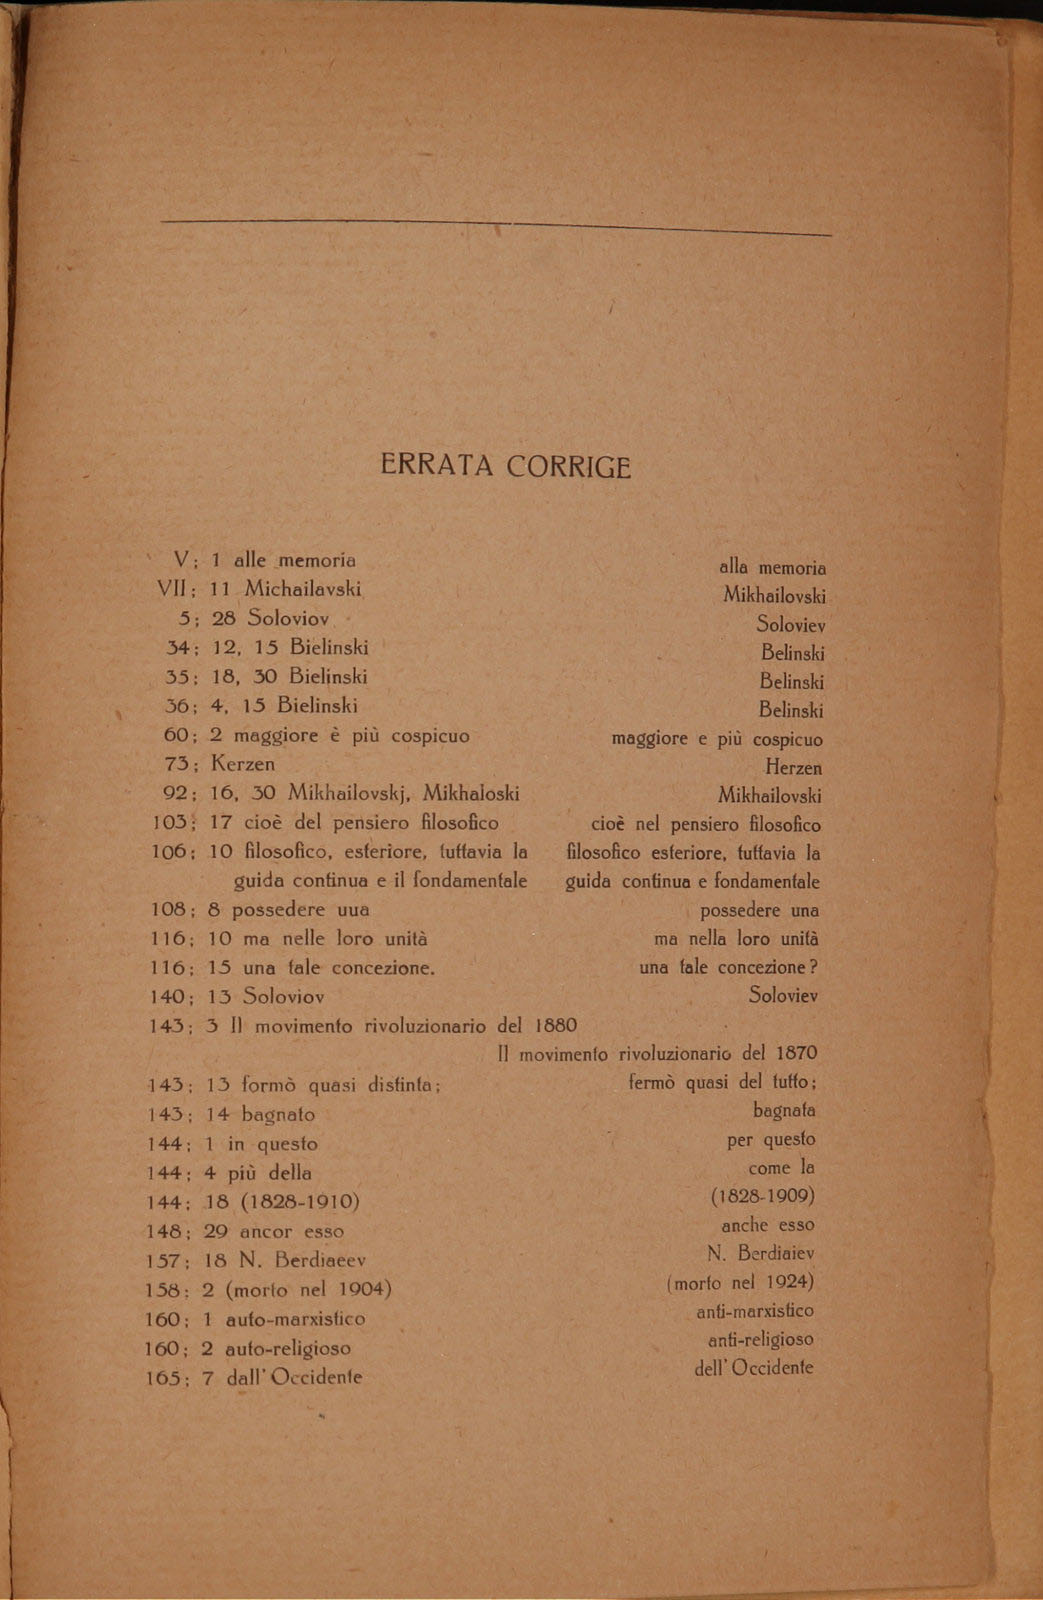 ERRATA CORRIGE
V; 1 alle memoria alla memoria
VII; 11 Michailavski Mikhailovski
5; 28 Soloviov Soloviev
34; 12, 15 Bielinski Belinski
35; 18, 30 Bielinski Belinski
36; 4, 15 Bielinski Belinski
60; 2 maggiore è più cospicuo maggiore e più cospicuo
73; Kerzen Herzen
92; 16, 30 Mikhailovskj, Mikhaloski Mikhailovski
103; 17 cioè del pensiero filosofico cioè nel pensiero filosofico
106; 10 filosofico, esteriore, tuttavia la filosofico esteriore, tuttavia la
guida continua e il fondamentale guida continua e fondamentale
108; 8 possedere uua possedere una
116; 10 ma nelle loro unità ma nella loro unità
116; 15 una tale concezione. una tale concezione?
140; 13 Soloviov Soloviev
143; 3 Il movimento rivoluzionario del 1880
Il movimento rivoluzionario del 1870
143; 13 formò quasi distinta; fermò quasi del tutto;
143; 14 bagnato bagnata
144; 1 in questo per questo
144; 4 più della come la
144; 18 (1828-1910) (1828-1909)
148; 29 ancor esso anche esso
157; 18 N. Berdiaeev N. Berdiaiev
158; 2 (morto nel 1904) (morto nel 1924)
160; 1 auto-marxistico anti-marxistico
160; 2 auto-religioso anti-religioso
165; 7 dall'Occidente dell'Occidente